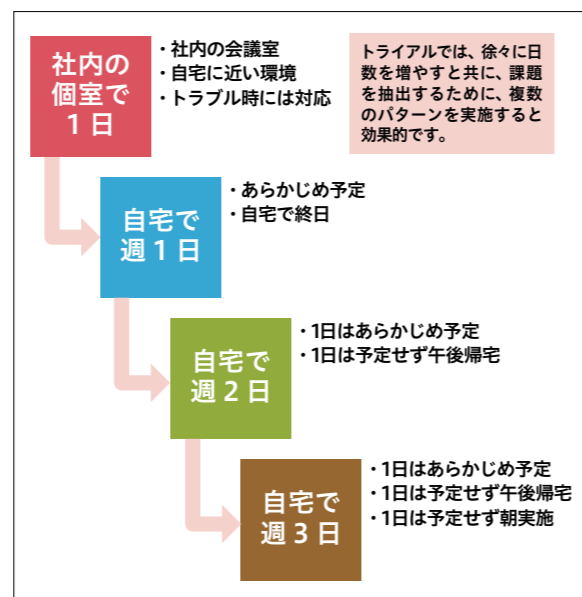 社内の
個室で
1日
・社内の会議室
・自宅に近い環境
・トラブル時には対応
トライアルでは、徐々に日
数を増やすと共に、課題
を抽出するために、複数
のパターンを実施すると
効果的です。
自宅で
週1日
・あらかじめ予定
・自宅で終日
自宅で
週2日
・1日はあらかじめ予定
・1日は予定せず午後帰宅
自宅で
週3日
・1日はあらかじめ予定
・1日は予定せず午後帰宅
・1日は予定せず朝実施